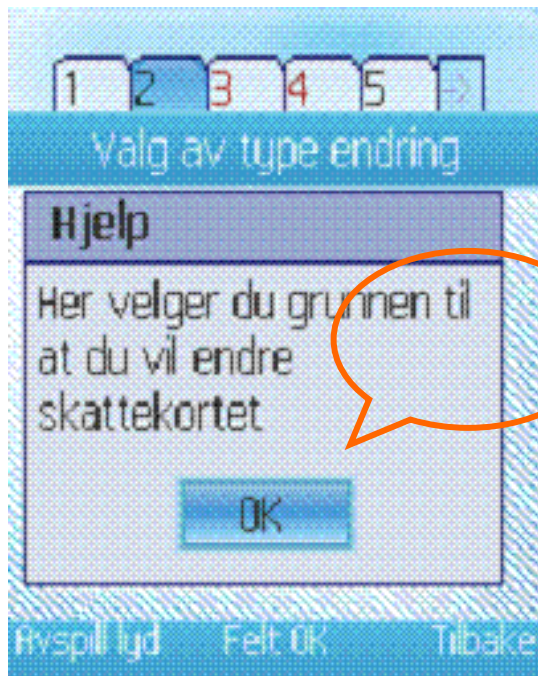 1 2 3 4 5 ->
Valg av type endring
Hjelp
Her velger du grunnen til
at du vil endre
skattekortet
OK
Avspill lyd Felt OK Tilbake